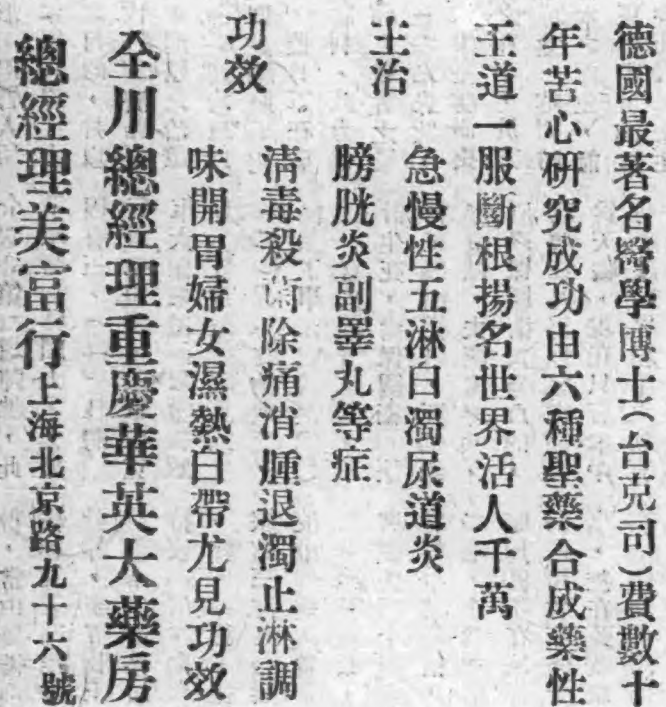 德國最著名醫學博士(台克司)費數十
年苦心研究成功由六種聖藥合成藥性
王道一服斷根揚名世界活人千萬
主治
急慢性五淋白濁尿道炎
膀胱炎副睪丸等症
功效
淸毒殺菌除痛消腫退濁止淋調
味開胃婦女濕熱白帶尤見功效
全川總經理重慶華英大藥房
總經理美富行上海北京路九十六號